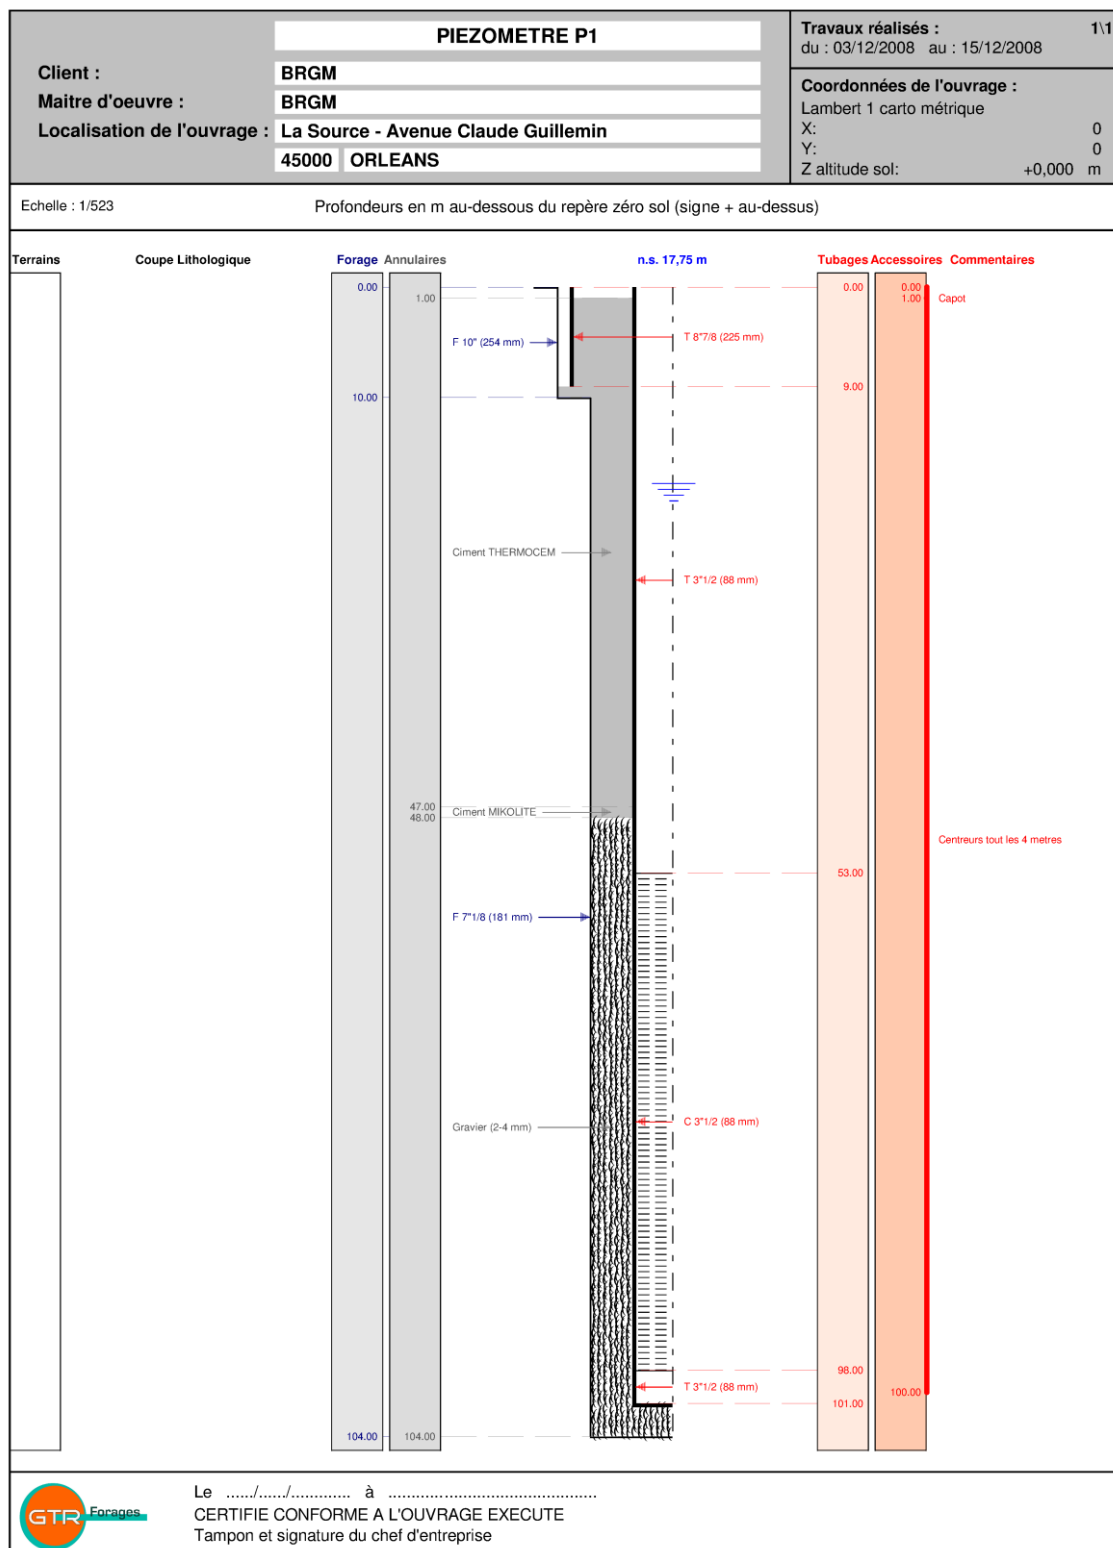 PIEZOMETRE P1
Client : BRGM
Maitre d'oeuvre : BRGM
Localisation de l'ouvrage : La Source - Avenue Claude Guillemin
45000 ORLEANS
Travaux réalisés : 1\1
du : 03/12/2008 au : 15/12/2008
Coordonnées de l'ouvrage :
Lambert 1 carto métrique
X: 0
Y: 0
Z altitude sol: +0,000 m
Echelle : 1/523 Profondeurs en m au-dessous du repère zéro sol (signe + au-dessus)
Terrains Coupe Lithologique Forage Annulaires n.s. 17,75 m Tubages Accessoires Commentaires
0.00 0.00 0.00
1.00 1.00 Capot
F 10" (254 mm) T 8"7/8 (225 mm)
9.00
10.00
Ciment THERMOCEM
T 3"1/2 (88 mm)
47.00
Ciment MIKOLITE
48.00
Centreurs tout les 4 metres
53.00
F 7"1/8 (181 mm)
C 3"1/2 (88 mm)
Gravier (2-4 mm)
98.00
T 3"1/2 (88 mm)
100.00
101.00
104.00 104.00
GTR Forages
Le ....../....../............. à ............................................
CERTIFIE CONFORME A L'OUVRAGE EXECUTE
Tampon et signature du chef d'entreprise